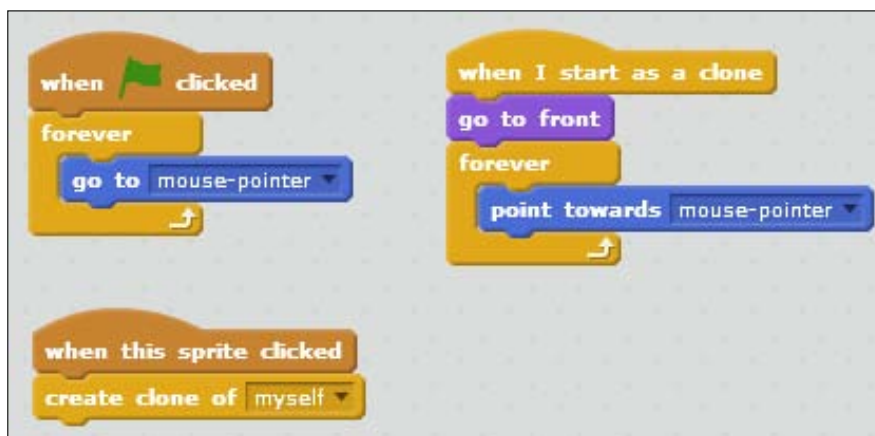 when clicked
forever
go to mouse-pointer
when I start as a clone
go to front
forever
point towards mouse-pointer
when this sprite clicked
create clone of myself